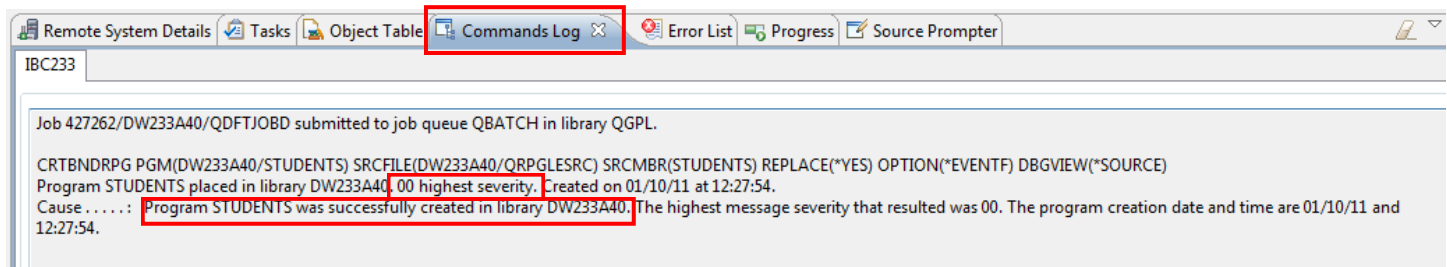 Remote System Details Tasks Object Table Commands Log Error List Progress Source Prompter
IBC233
Job 427262/DW233A40/QDFTJOBD submitted to job queue QBATCH in library QGPL.
CRTBNDRPG PGM(DW233A40/STUDENTS) SRCFILE(DW233A40/QRPGLESRC) SRCMBR(STUDENTS) REPLACE(*YES) OPTION(*EVENTF) DBGVIEW(*SOURCE)
Program STUDENTS placed in library DW233A40. 00 highest severity. Created on 01/10/11 at 12:27:54.
Cause . . . . . : Program STUDENTS was successfully created in library DW233A40. The highest message severity that resulted was 00. The program creation date and time are 01/10/11 and
12:27:54.